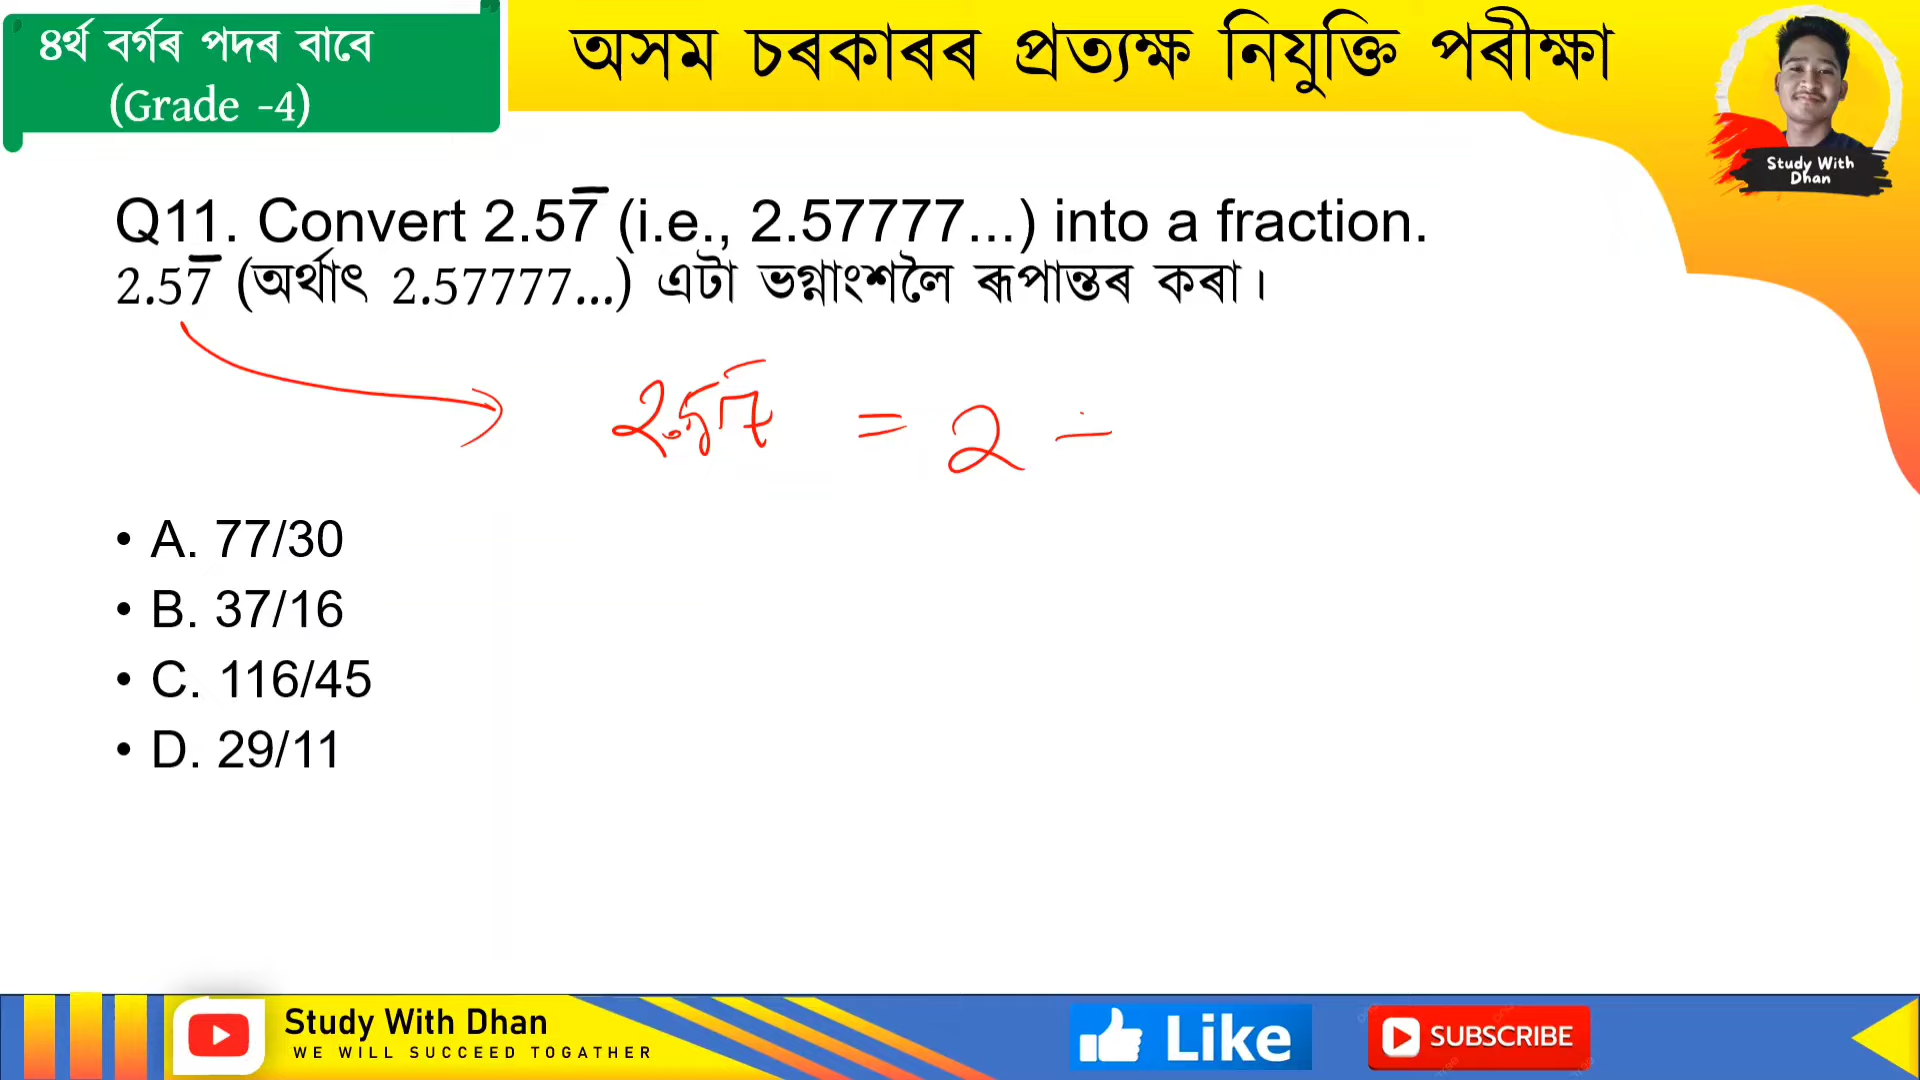 ৪ৰ্থ বৰ্গৰ পদৰ বাবে
(Grade -4)
অসম চৰকাৰৰ প্ৰত্যক্ষ নিযুক্তি পৰীক্ষা
Study With
Dhan
Q11. Convert 2.57̅ (i.e., 2.57777...) into a fraction.
2.57̅ (অৰ্থাৎ 2.57777...) এটা ভগ্নাংশলৈ ৰূপান্তৰ কৰা।
2.57̅ = 2 –
• A. 77/30
• B. 37/16
• C. 116/45
• D. 29/11
Study With Dhan
WE WILL SUCCEED TOGATHER
Like
SUBSCRIBE